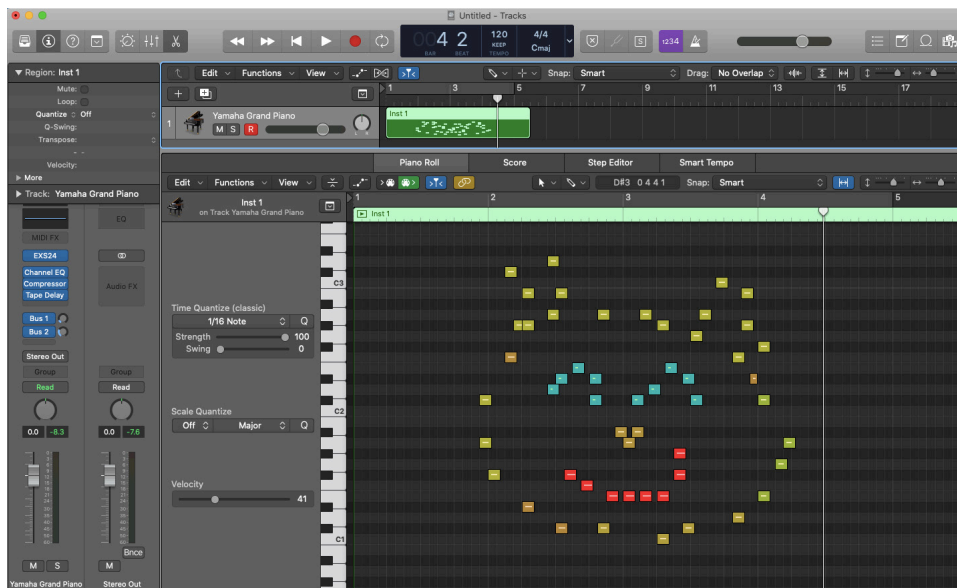 Untitled - Tracks
4 2
BAR BEAT
120
KEEP
TEMPO
4/4
Cmaj
1234
Region: Inst 1
Mute:
Loop:
Quantize Off
Q-Swing:
Transpose:
Velocity:
More
Track: Yamaha Grand Piano
Edit Functions View
Snap: Smart
Drag: No Overlap
1 3 5 7 9 11 13 15 17
1
Yamaha Grand Piano
M S R
Inst 1
Piano Roll Score Step Editor Smart Tempo
Edit Functions View
D#3 0 4 4 1
Snap: Smart
Inst 1
on Track Yamaha Grand Piano
1 2 3 4 5
Inst 1
C3
C2
C1
Time Quantize (classic)
1/16 Note Q
Strength 100
Swing 0
Scale Quantize
Off Major Q
Velocity
41
EQ
MIDI FX
EXS24
Channel EQ
Compressor
Tape Delay
Audio FX
Bus 1
Bus 2
Stereo Out
Group Group
Read Read
0.0 -8.3 0.0 -7.6
Bnce
M S M
Yamaha Grand Piano Stereo Out